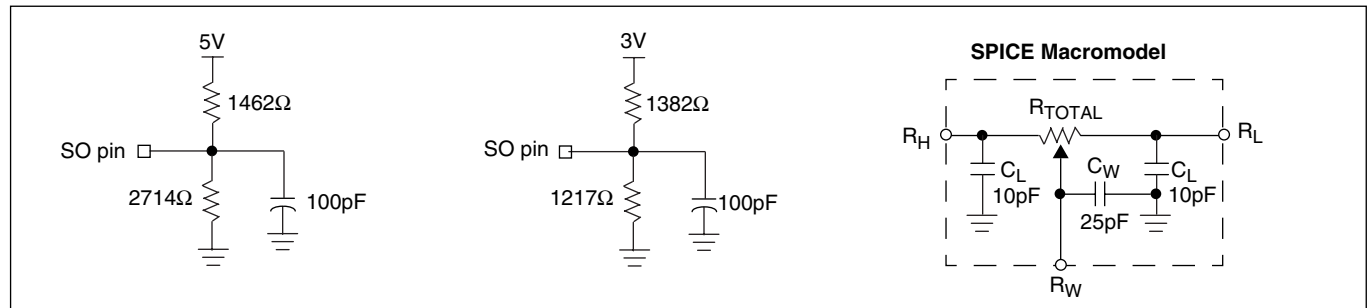 5V
1462Ω
SO pin
2714Ω
100pF
3V
1382Ω
SO pin
1217Ω
100pF
SPICE Macromodel
RTOTAL
RH
RL
CL
10pF
CW
25pF
CL
10pF
RW